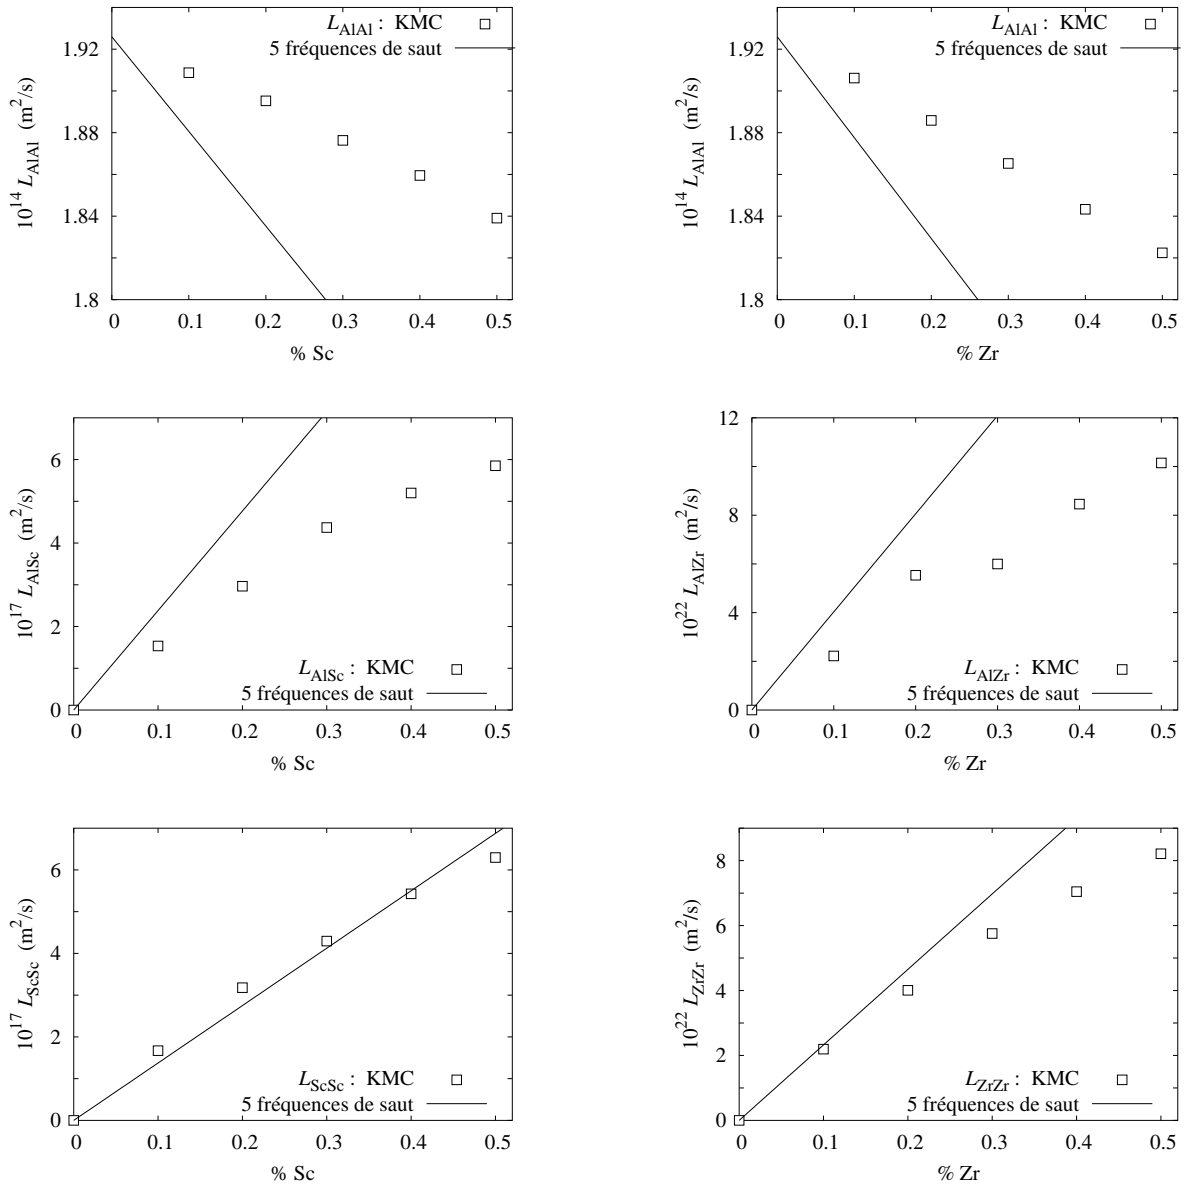 L_AlAl : KMC
5 fréquences de saut
10^14 L_AlAl (m^2/s)
1.92
1.88
1.84
1.8
0 0.1 0.2 0.3 0.4 0.5
% Sc
L_AlAl : KMC
5 fréquences de saut
10^14 L_AlAl (m^2/s)
1.92
1.88
1.84
1.8
0 0.1 0.2 0.3 0.4 0.5
% Zr
10^17 L_AlSc (m^2/s)
6
4
2
0
L_AlSc : KMC
5 fréquences de saut
0 0.1 0.2 0.3 0.4 0.5
% Sc
10^22 L_AlZr (m^2/s)
12
8
4
0
L_AlZr : KMC
5 fréquences de saut
0 0.1 0.2 0.3 0.4 0.5
% Zr
10^17 L_ScSc (m^2/s)
6
4
2
0
L_ScSc : KMC
5 fréquences de saut
0 0.1 0.2 0.3 0.4 0.5
% Sc
10^22 L_ZrZr (m^2/s)
8
6
4
2
0
L_ZrZr : KMC
5 fréquences de saut
0 0.1 0.2 0.3 0.4 0.5
% Zr